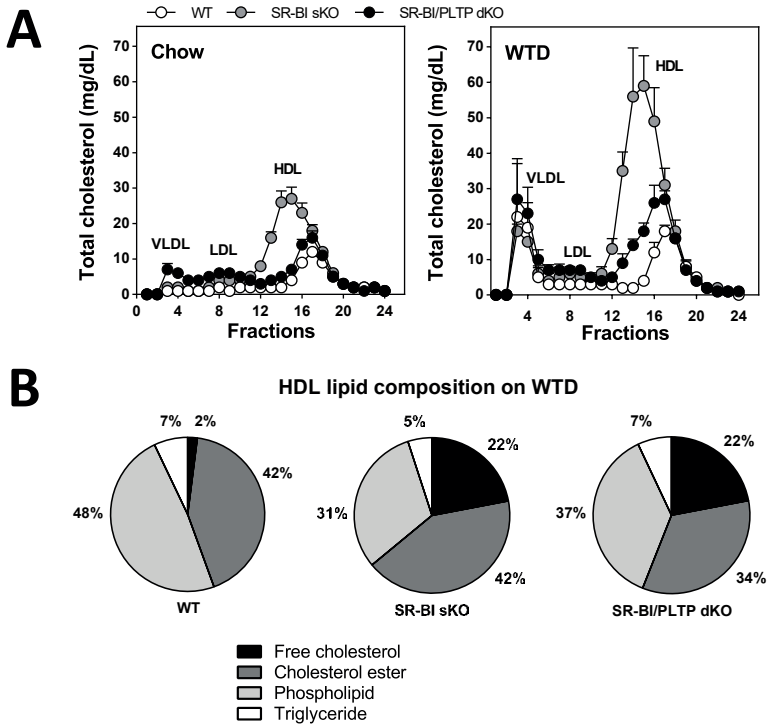 A
WT SR-BI sKO SR-BI/PLTP dKO
Chow
Total cholesterol (mg/dL)
70
60
50
40
30
20
10
0
VLDL
LDL
HDL
0 4 8 12 16 20 24
Fractions
WTD
Total cholesterol (mg/dL)
70
60
50
40
30
20
10
0
VLDL
LDL
HDL
4 8 12 16 20 24
Fractions
B
HDL lipid composition on WTD
7% 2%
42%
48%
WT
5%
22%
31%
42%
SR-BI sKO
7%
22%
37%
34%
SR-BI/PLTP dKO
Free cholesterol
Cholesterol ester
Phospholipid
Triglyceride